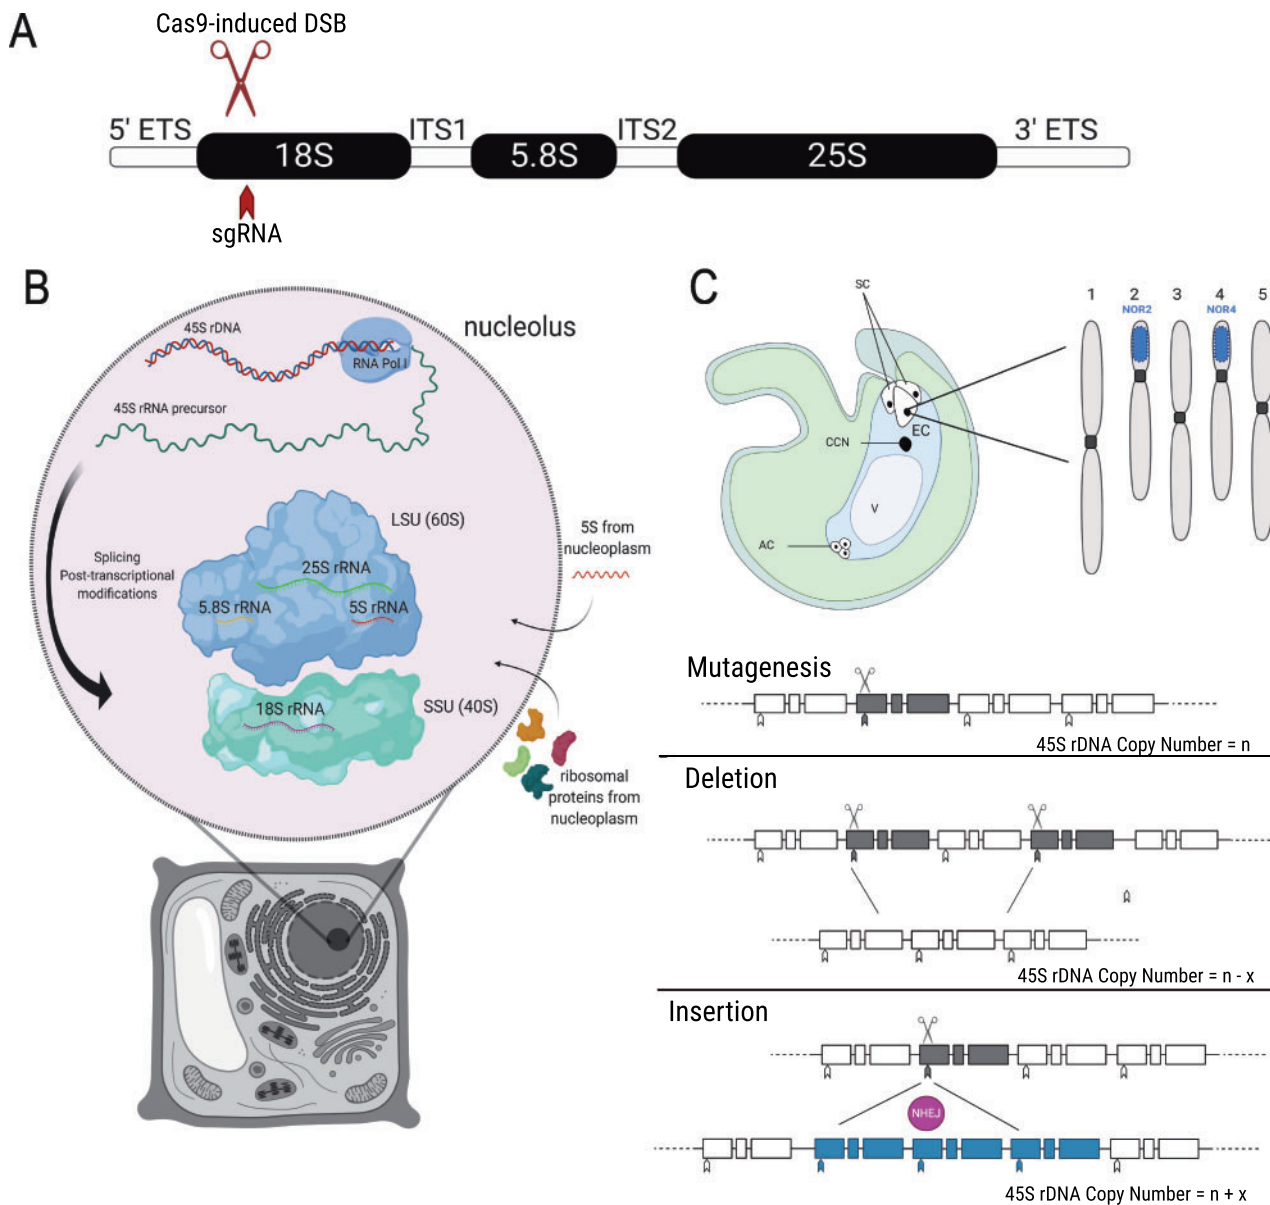 A
Cas9-induced DSB
5' ETS
18S
ITS1
5.8S
ITS2
25S
3' ETS
sgRNA
B
nucleolus
45S rDNA
RNA Pol I
45S rRNA precursor
Splicing
Post-transcriptional
modifications
LSU (60S)
25S rRNA
5.8S rRNA
5S rRNA
5S from
nucleoplasm
18S rRNA
SSU (40S)
ribosomal
proteins from
nucleoplasm
C
SC
EC
CCN
V
AC
1
2
3
4
5
NOR2
NOR4
Mutagenesis
45S rDNA Copy Number = n
Deletion
45S rDNA Copy Number = n - x
Insertion
NHEJ
45S rDNA Copy Number = n + x